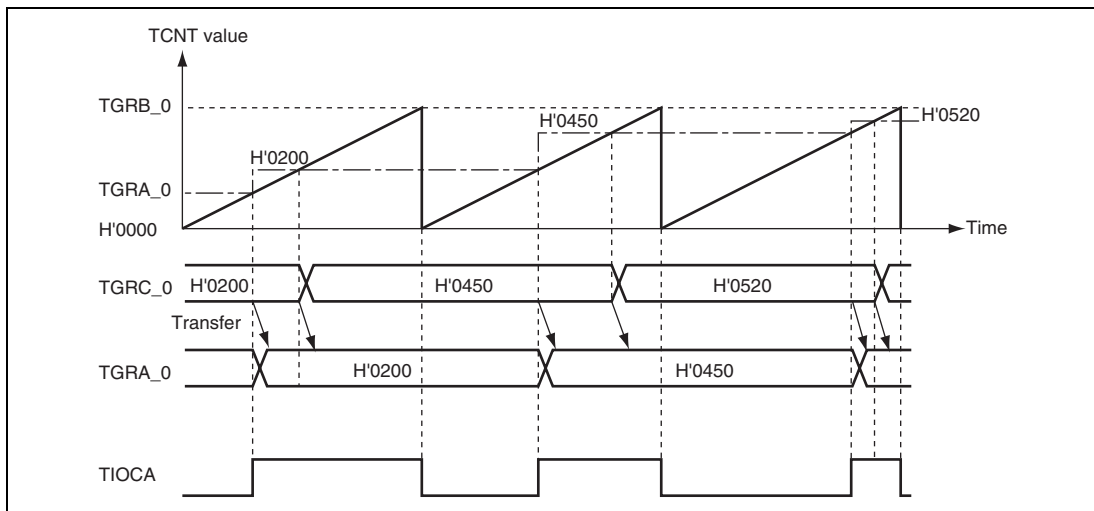 TCNT value
TGRB_0
H'0520
H'0450
H'0200
TGRA_0
H'0000
Time
TGRC_0
H'0200
H'0450
H'0520
Transfer
TGRA_0
H'0200
H'0450
TIOCA